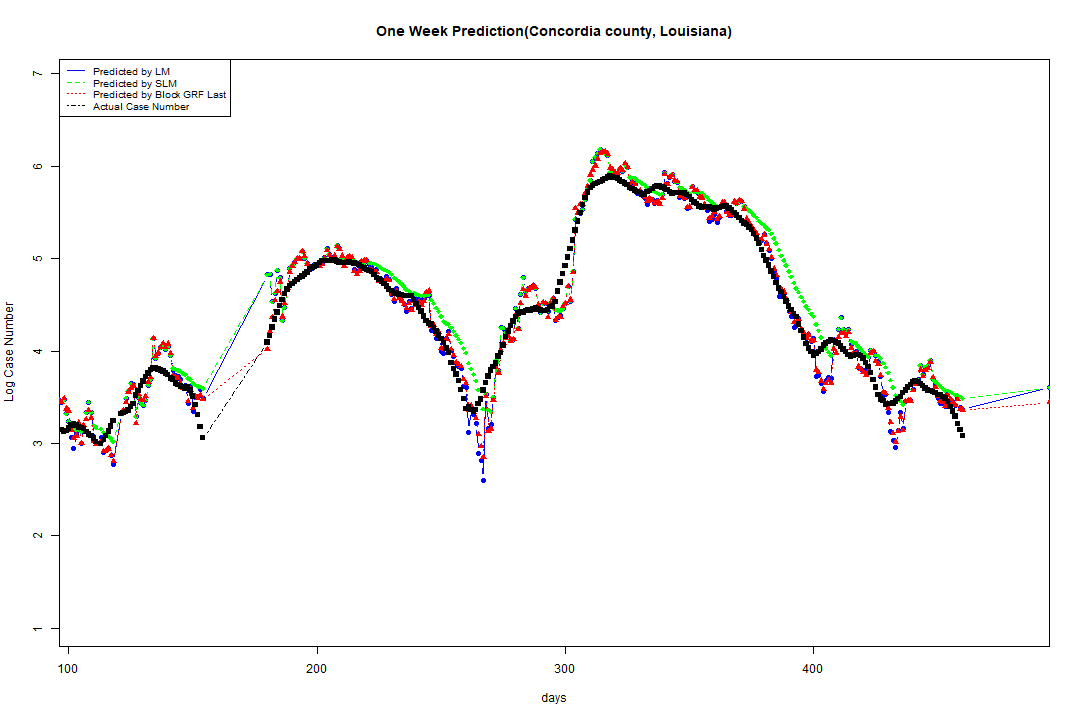 One Week Prediction(Concordia county, Louisiana)
Predicted by LM
Predicted by SLM
Predicted by Block GRF Last
Actual Case Number
7
6
5
4
3
2
1
Log Case Number
100 200 300 400
days